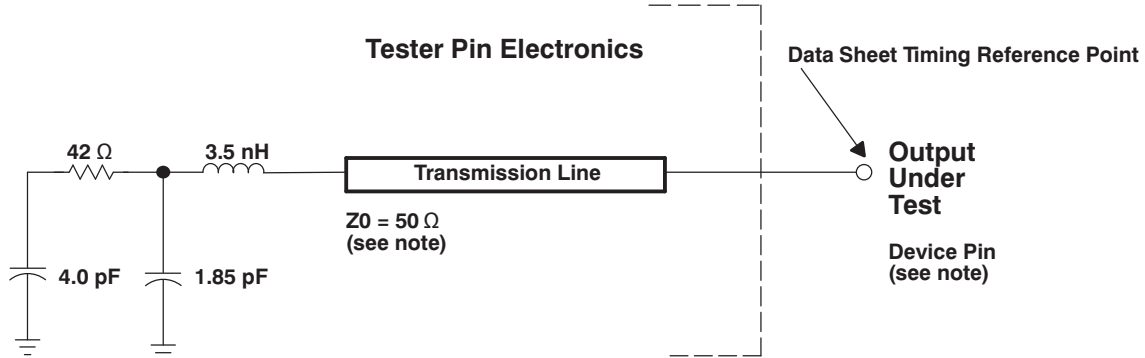 Tester Pin Electronics
Data Sheet Timing Reference Point
42 Ω
3.5 nH
Transmission Line
Output
Under
Test
Z0 = 50 Ω
(see note)
Device Pin
(see note)
4.0 pF
1.85 pF